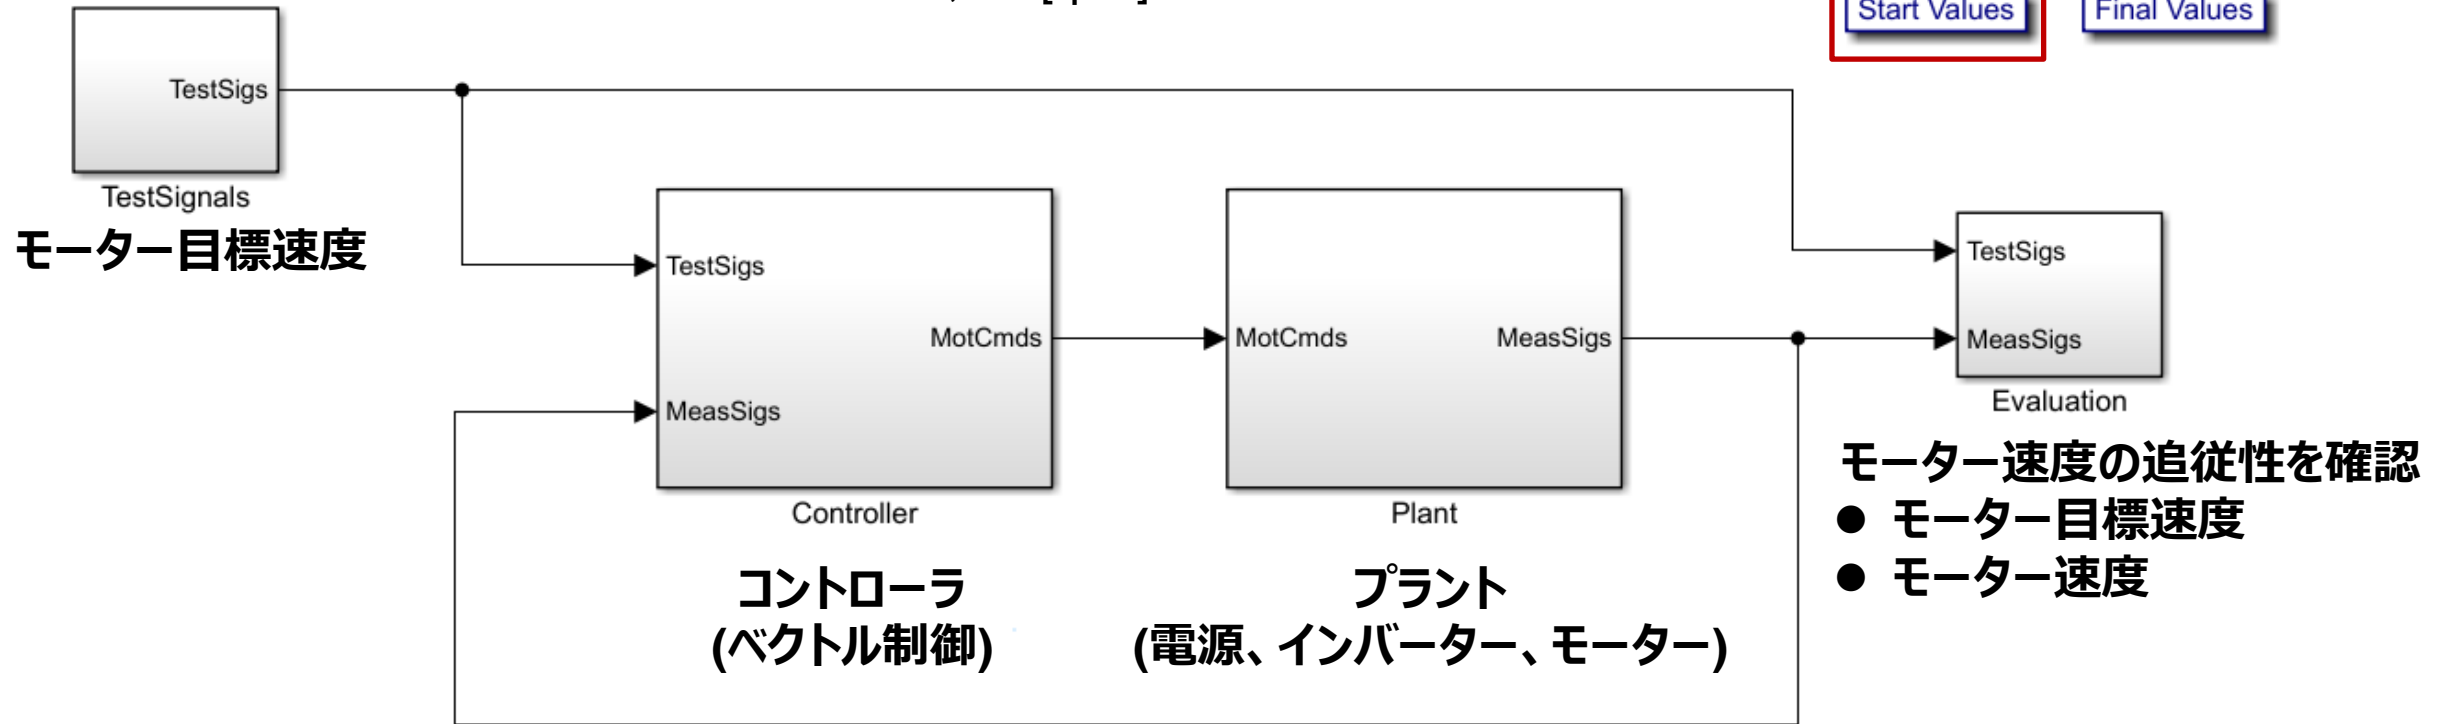 Start Values
Final Values
TestSigs
TestSignals
モーター目標速度
TestSigs
MotCmds
MeasSigs
Controller
コントローラ
(ベクトル制御)
MotCmds
MeasSigs
Plant
プラント
(電源、インバーター、モーター)
TestSigs
MeasSigs
Evaluation
モーター速度の追従性を確認
● モーター目標速度
● モーター速度